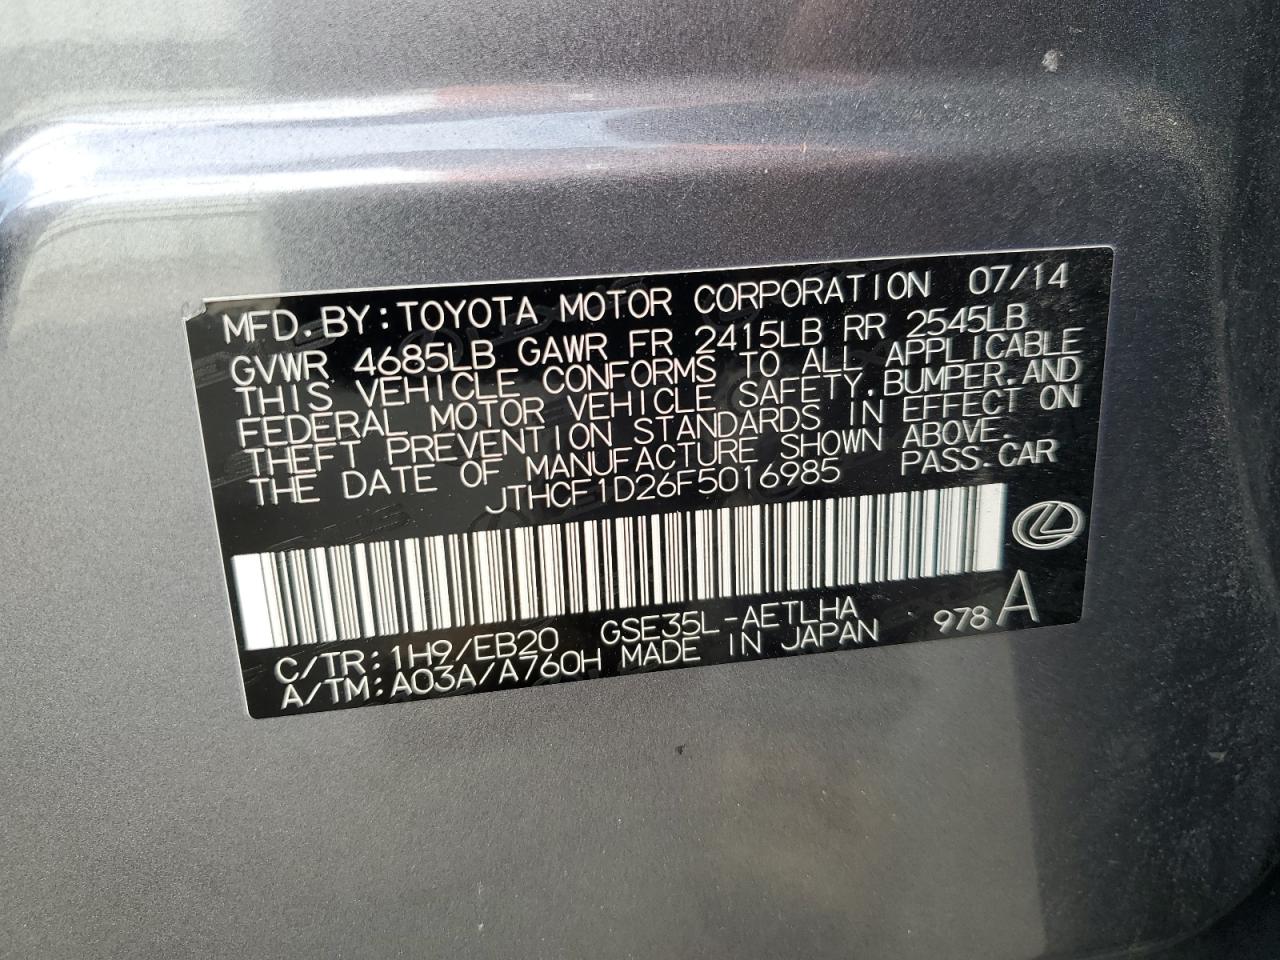 MFD.BY:TOYOTA MOTOR CORPORATION 07/14
GVWR 4685LB GAWR FR 2415LB RR 2545LB
THIS VEHICLE CONFORMS TO ALL APPLICABLE
FEDERAL MOTOR VEHICLE SAFETY,BUMPER,AND
THEFT PREVENTION STANDARDS IN EFFECT ON
THE DATE OF MANUFACTURE SHOWN ABOVE.
JTHCF1D26F5016985 PASS.CAR
C/TR:1H9/EB20 GSE35L-AETLHA
A/TM:A03A/A760H MADE IN JAPAN 978 A